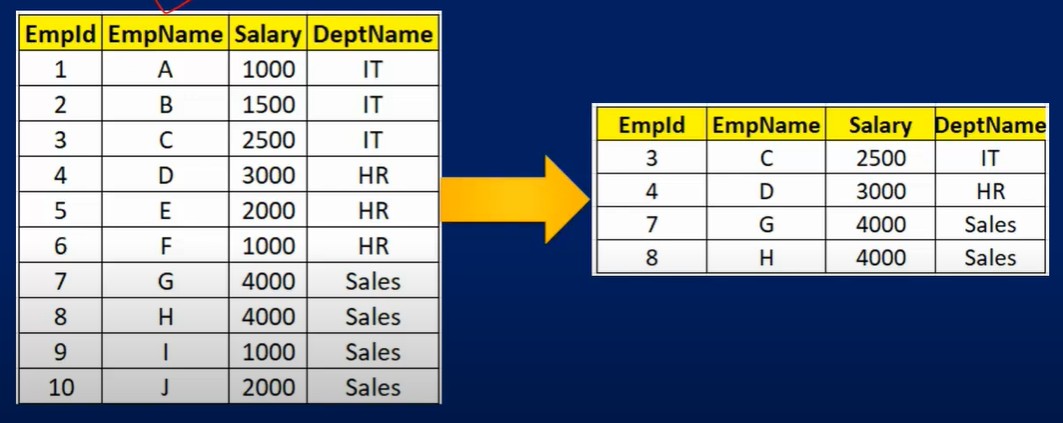 EmpId EmpName Salary DeptName
1 A 1000 IT
2 B 1500 IT
3 C 2500 IT
4 D 3000 HR
5 E 2000 HR
6 F 1000 HR
7 G 4000 Sales
8 H 4000 Sales
9 I 1000 Sales
10 J 2000 Sales
EmpId EmpName Salary DeptName
3 C 2500 IT
4 D 3000 HR
7 G 4000 Sales
8 H 4000 Sales